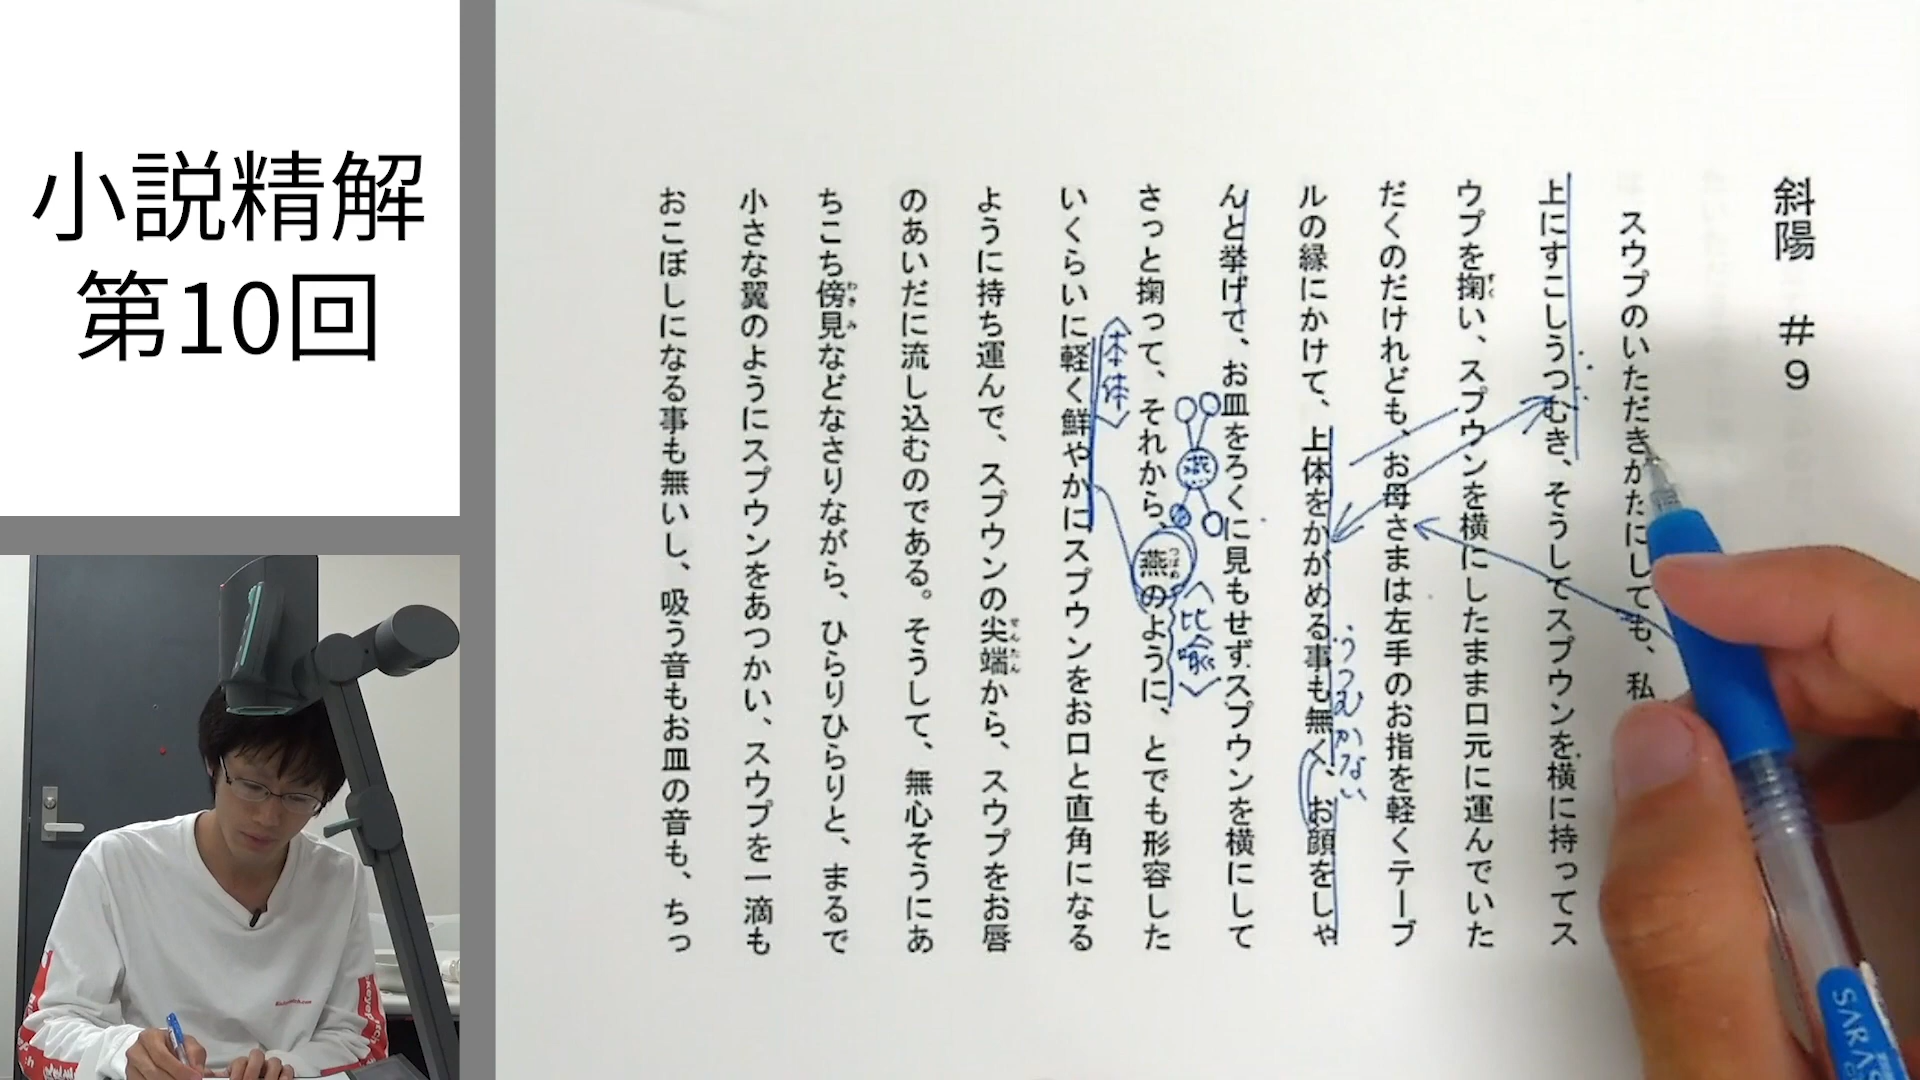 小説精解
第10回
斜陽 #9
スウプのいただきかたにしても、私
上にすこしうつむき、そうしてスプウンを横に持ってス
ウプを掬い、スプウンを横にしたまま口元に運んでいた
すく
だくのだけれども、お母さまは左手のお指を軽くテーブ
うつむかない
ルの縁にかけて、上体をかがめる事も無く、お顔をしゃ
んと挙げて、お皿をろくに見もせずスプウンを横にして
燕
〈比喩〉
さっと掬って、それから、燕のように、とでも形容した
つばめ
〈本体〉
いくらいに軽く鮮やかにスプウンをお口と直角になる
ように持ち運んで、スプウンの尖端から、スウプをお唇
せんたん
のあいだに流し込むのである。そうして、無心そうにあ
ちこち傍見などなさりながら、ひらりひらりと、まるで
わきみ
小さな翼のようにスプウンをあつかい、スウプを一滴も
おこぼしになる事も無いし、吸う音もお皿の音も、ちっ
SARAS